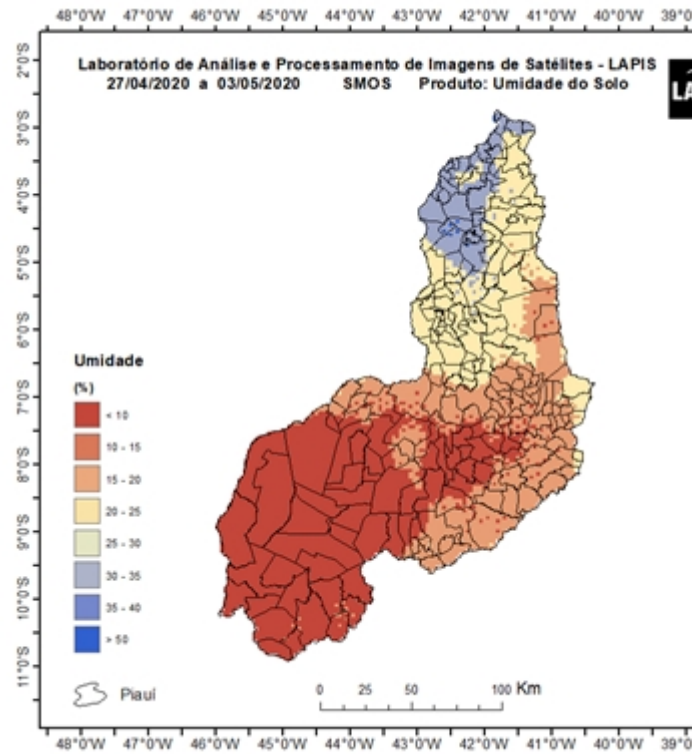 48°0'W 47°0'W 46°0'W 45°0'W 44°0'W 43°0'W 42°0'W 41°0'W 40°0'W 39°0'
Laboratório de Análise e Processamento de Imagens de Satélites - LAPIS
27/04/2020 a 03/05/2020 SMOS Produto: Umidade do Solo
LÁ
2°0'S
3°0'S
4°0'S
5°0'S
6°0'S
7°0'S
8°0'S
9°0'S
10°0'S
11°0'S
Umidade
(%)
< 10
10 - 15
15 - 20
20 - 25
25 - 30
30 - 35
35 - 40
> 50
Piauí
0 25 50 100 Km
48°0'W 47°0'W 46°0'W 45°0'W 44°0'W 43°0'W 42°0'W 41°0'W 40°0'W 39°0'